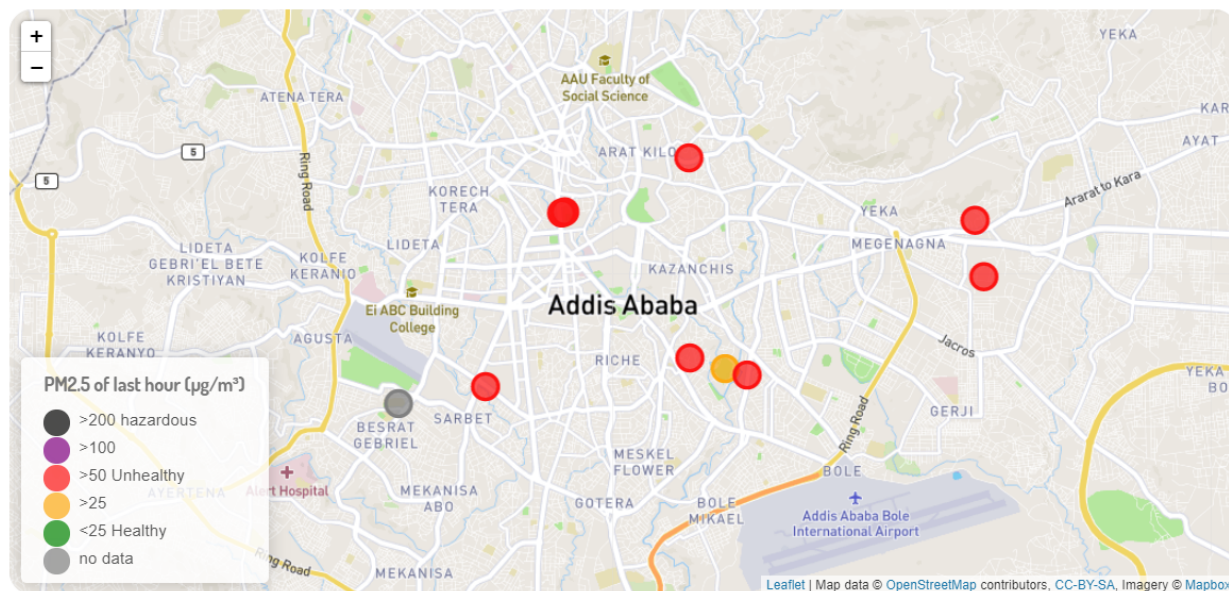 +
−
YEKA
AAU Faculty of
Social Science
ATENA TERA
KAR
AYAT
5
5
Ring Road
ARAT KILO
KORECH
TERA
Ararat to Kara
YEKA
MEGENAGNA
LIDETA
GEBRI'EL BETE
KRISTIYAN
LIDETA
KOLFE
KERANIO
KAZANCHIS
Ei ABC Building
College
Addis Ababa
AGUSTA
KOLFE
KERANYO
RICHE
Jacros
YEKA
BO
GERJI
SARBET
BESRAT
GEBRIEL
Ring Road
MESKEL
FLOWER
BOLE
Alert Hospital
AYERTENA
MEKANISA
ABO
GOTERA
BOLE
MIKAEL
Addis Ababa Bole
International Airport
Ring Road
MEKANISA
PM2.5 of last hour (µg/m³)
>200 hazardous
>100
>50 Unhealthy
>25
<25 Healthy
no data
Leaflet | Map data © OpenStreetMap contributors, CC-BY-SA, Imagery © Mapbox